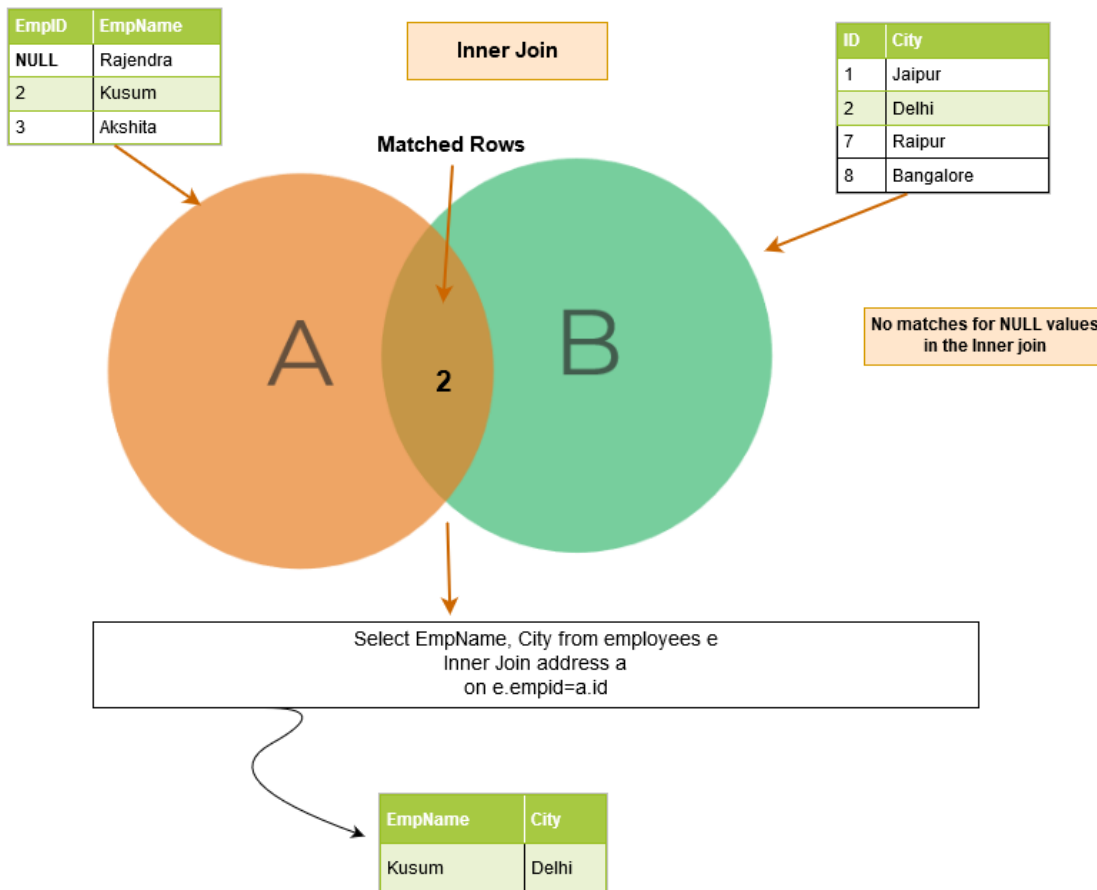 EmpID EmpName
NULL Rajendra
2 Kusum
3 Akshita
Inner Join
ID City
1 Jaipur
2 Delhi
7 Raipur
8 Bangalore
Matched Rows
A
B
2
No matches for NULL values
in the Inner join
Select EmpName, City from employees e
Inner Join address a
on e.empid=a.id
EmpName City
Kusum Delhi